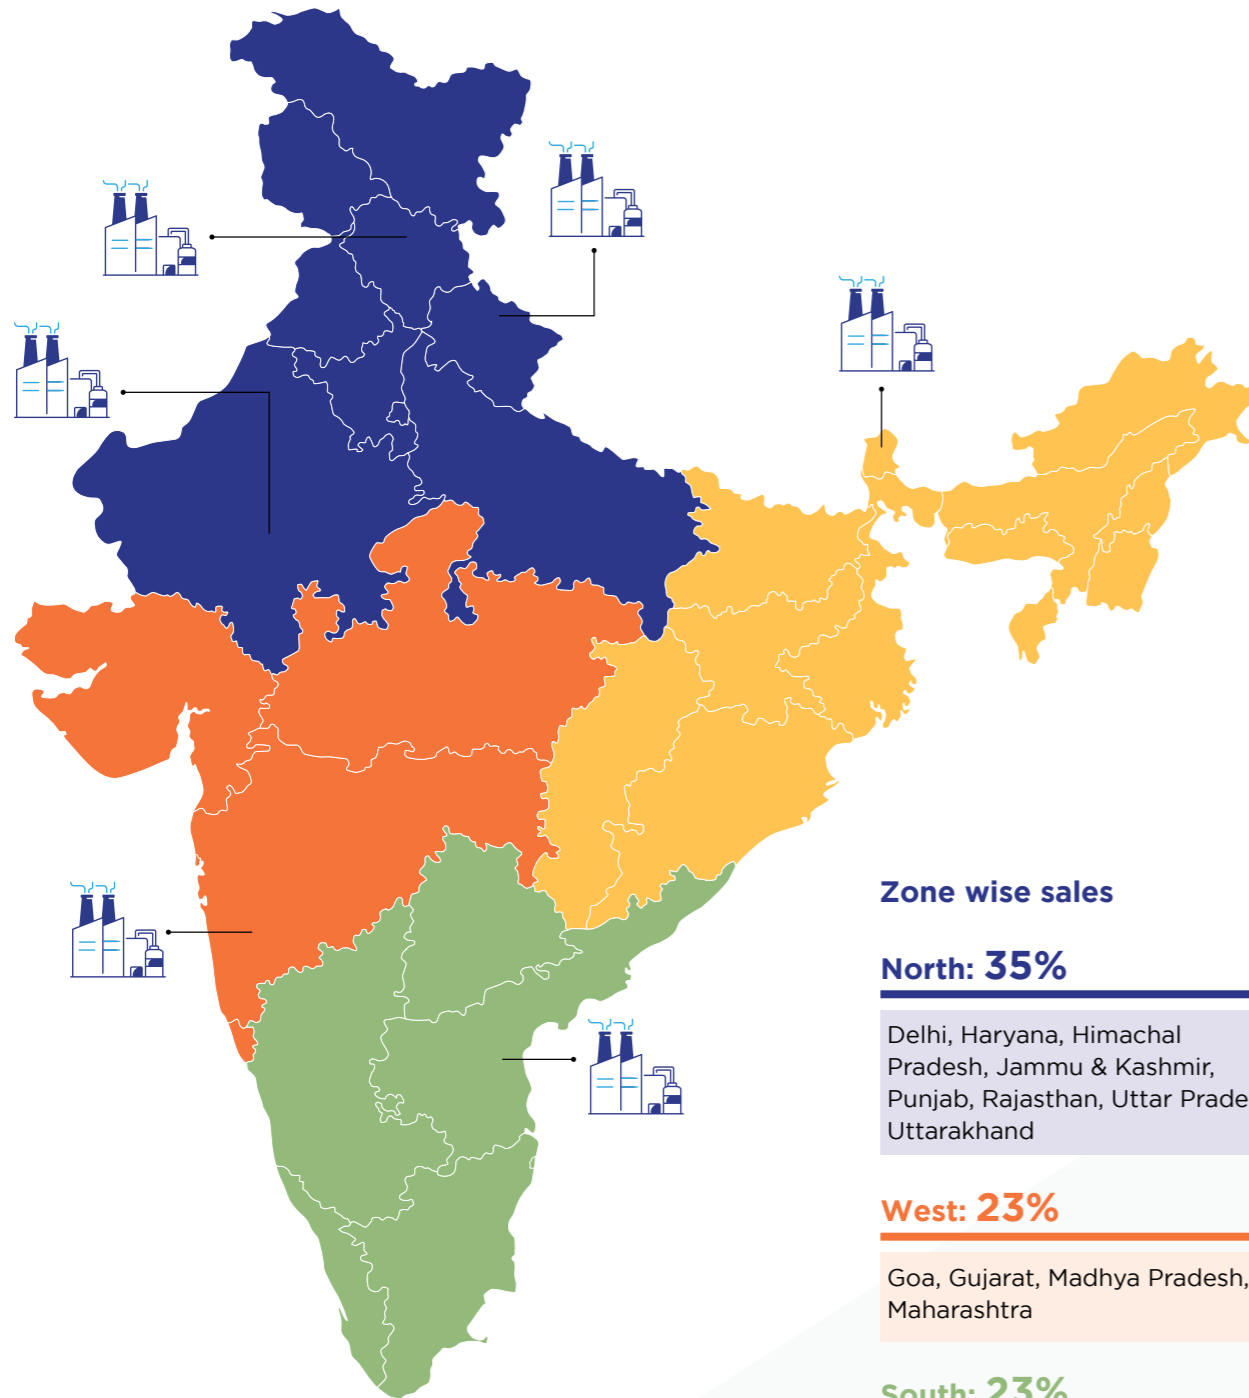 Zone wise sales
North: 35%
Delhi, Haryana, Himachal
Pradesh, Jammu & Kashmir,
Punjab, Rajasthan, Uttar Prade
Uttarakhand
West: 23%
Goa, Gujarat, Madhya Pradesh,
Maharashtra
South: 23%